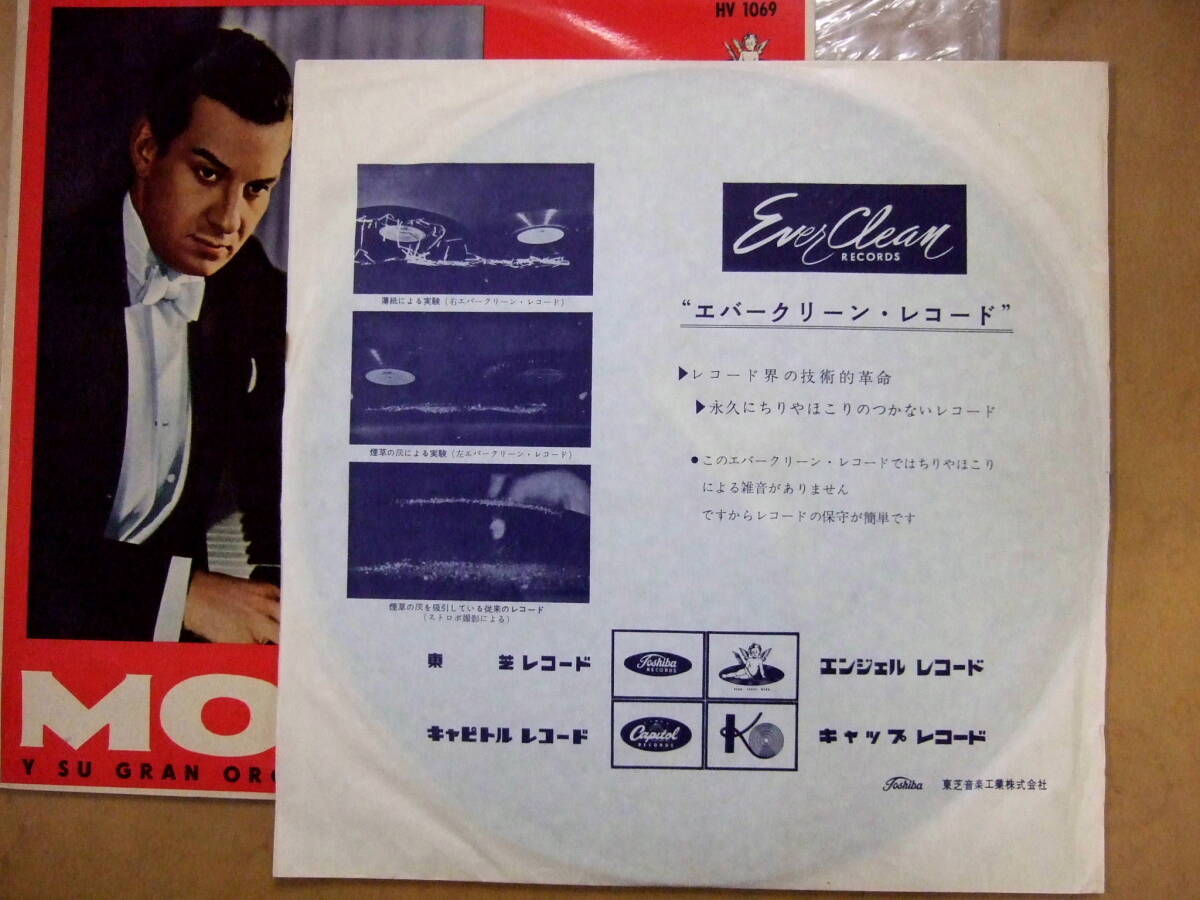 HV 1069
MO
Y SU GRAN ORQ
Ever Clean
RECORDS
“エバークリーン・レコード”
▶レコード界の技術的革命
▶永久にちりやほこりのつかないレコード
●このエバークリーン・レコードではちりやほこり
による雑音がありません
ですからレコードの保守が簡単です
薄紙による実験（右エバークリーン・レコード）
煙草の灰による実験（左エバークリーン・レコード）
煙草の灰を吸引している従来のレコード
（ストロボ撮影による）
東芝レコード
Toshiba
RECORDS
エンジェル レコード
キャピトル レコード
Capitol
RECORDS
キャップ レコード
Toshiba 東芝音楽工業株式会社